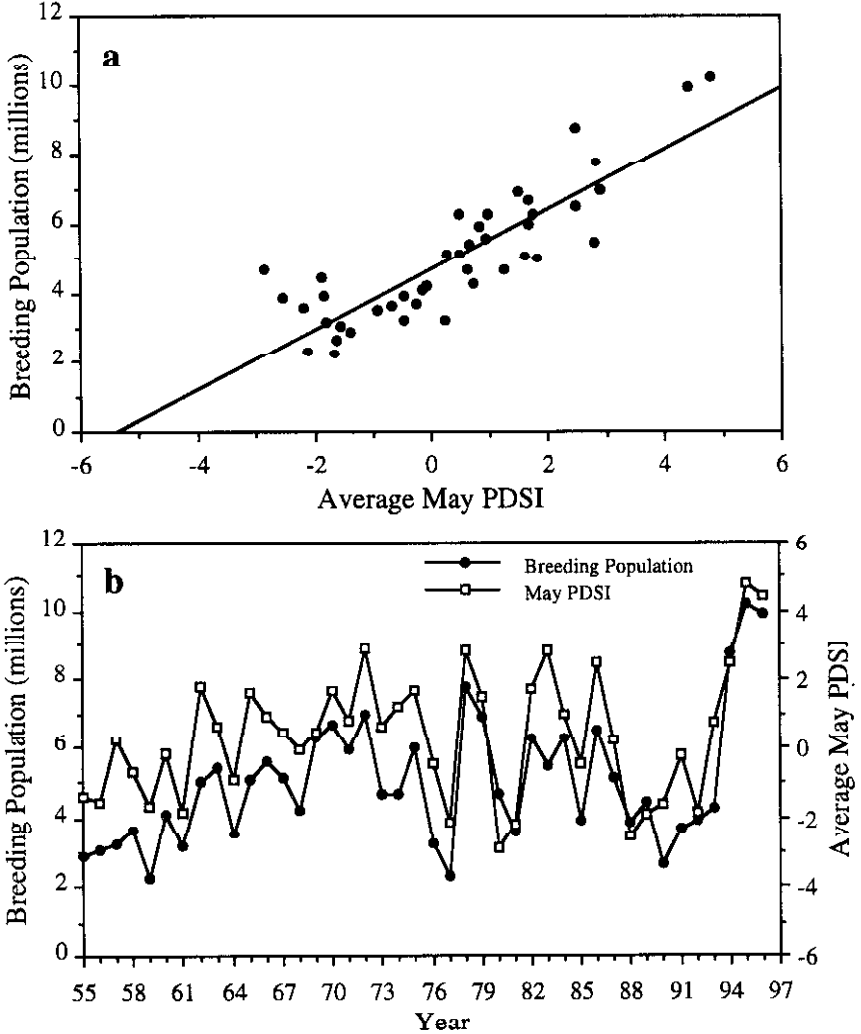 12
10
8
6
4
2
0
Breeding Population (millions)
a
-6 -4 -2 0 2 4 6
Average May PDSI
12
10
8
6
4
2
0
Breeding Population (millions)
b
Breeding Population
May PDSI
6
4
2
0
-2
-4
-6
Average May PDSI
55 58 61 64 67 70 73 76 79 82 85 88 91 94 97
Year